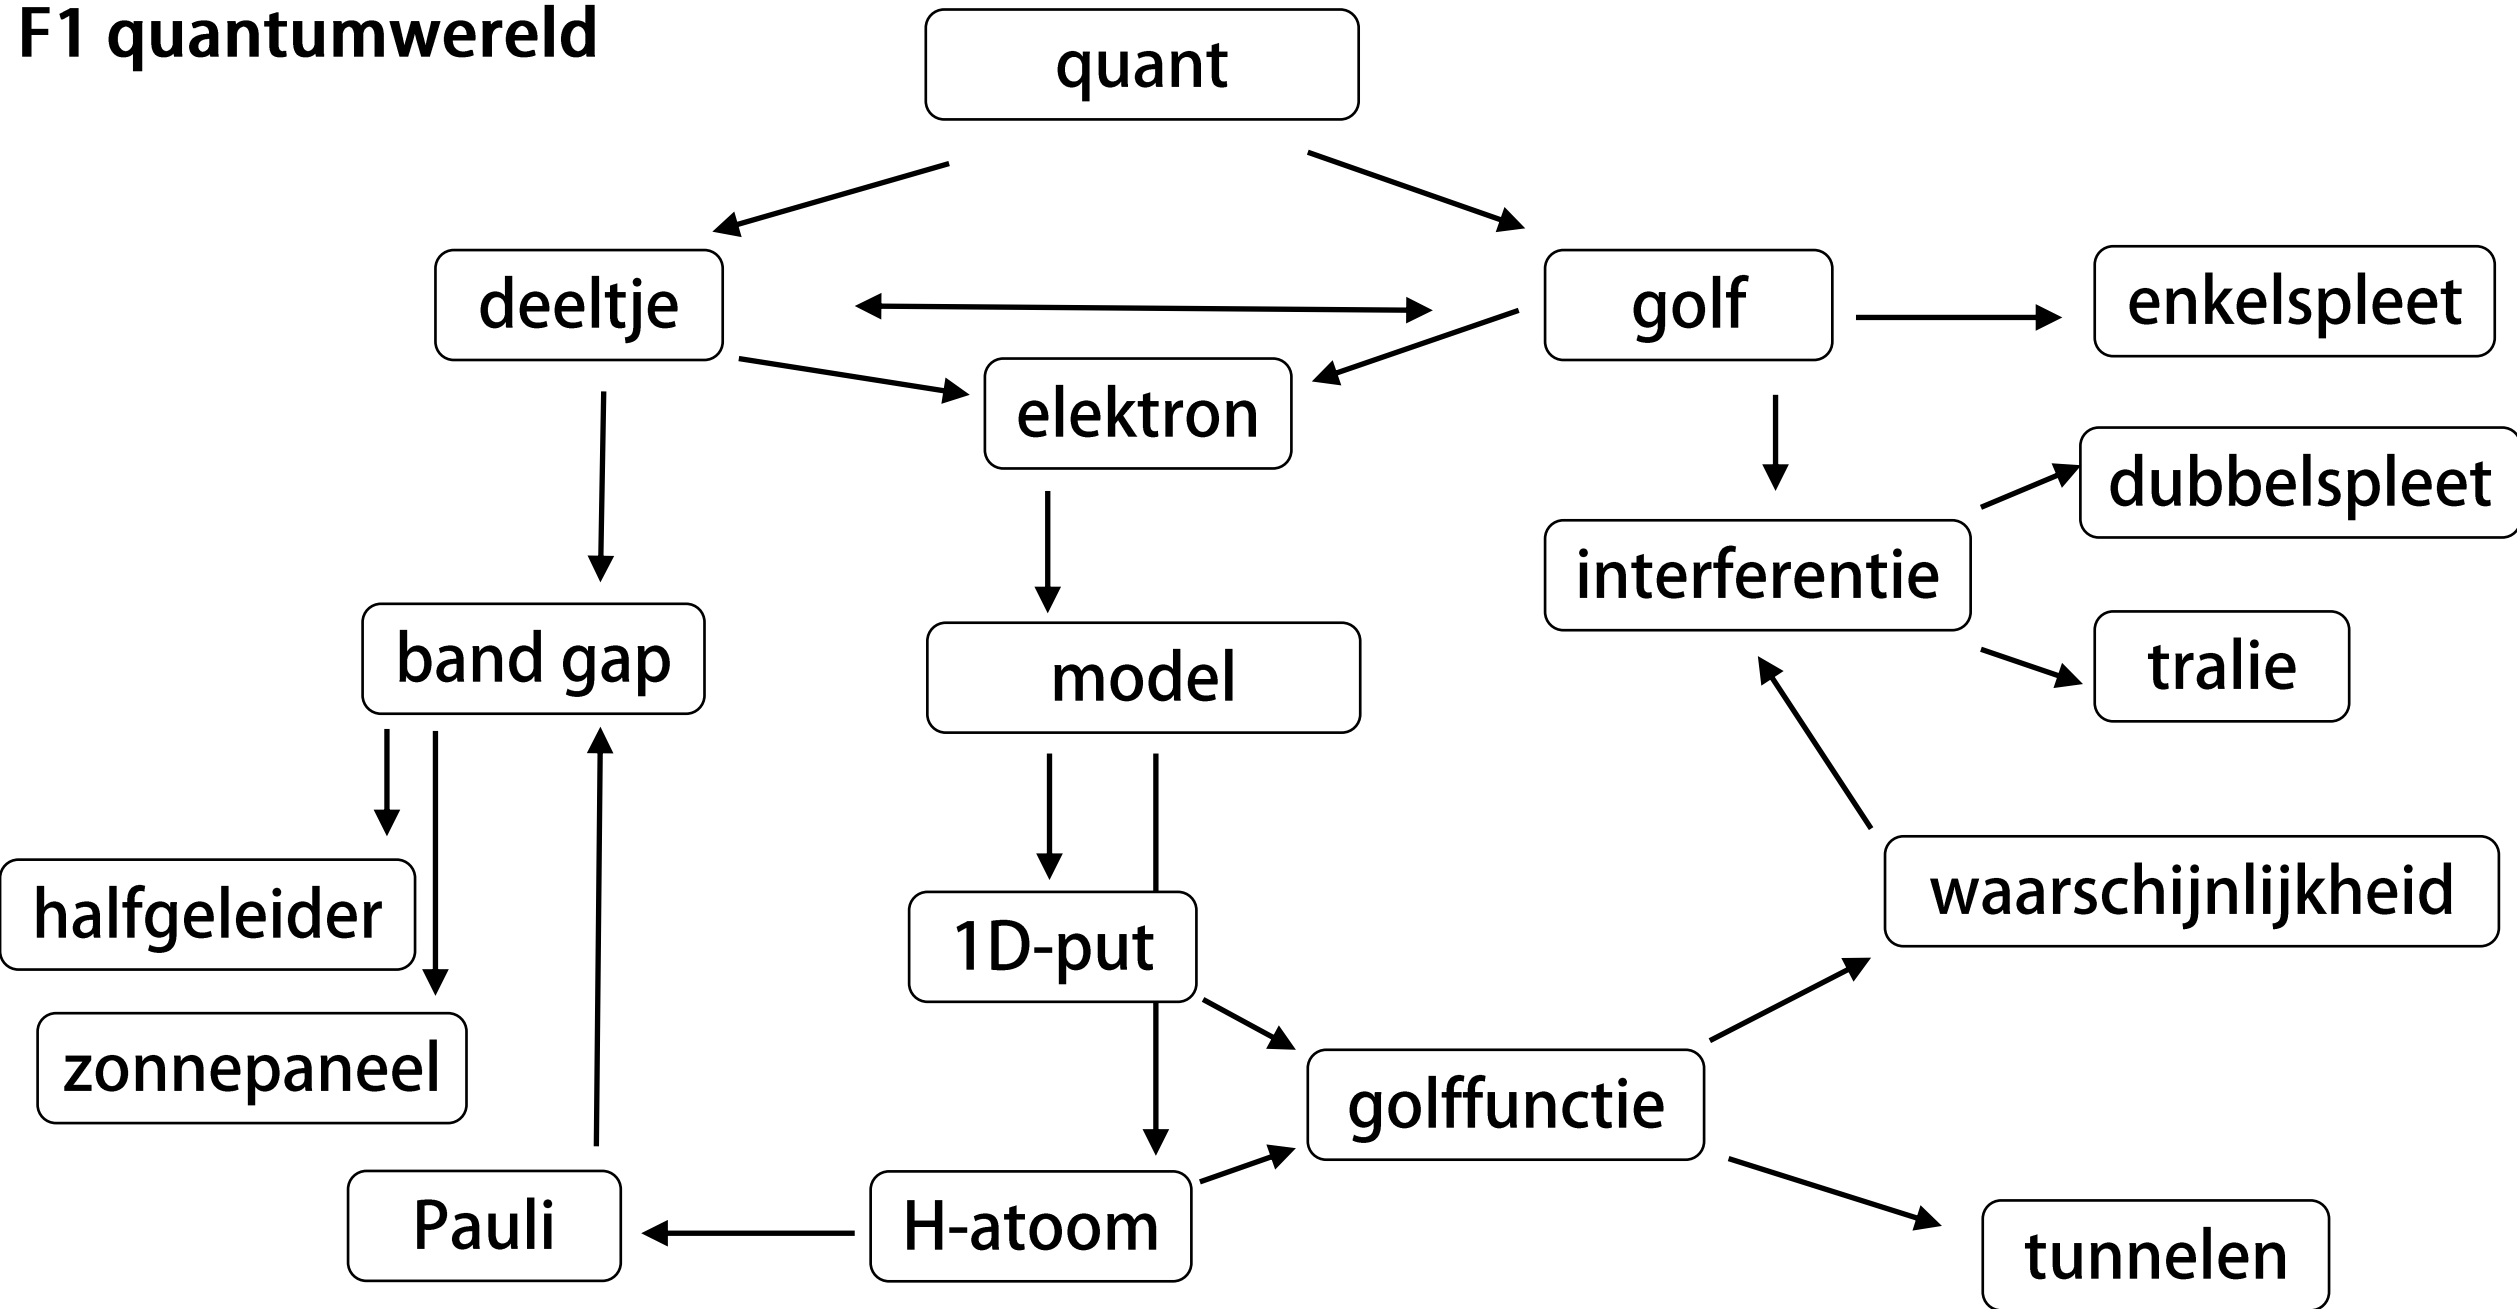 F1 quantumwereld
quant
deeltje
golf
enkelspleet
elektron
dubbelspleet
interferentie
band gap
model
tralie
halfgeleider
1D-put
waarschijnlijkheid
zonnepaneel
golffunctie
Pauli
H-atoom
tunnelen